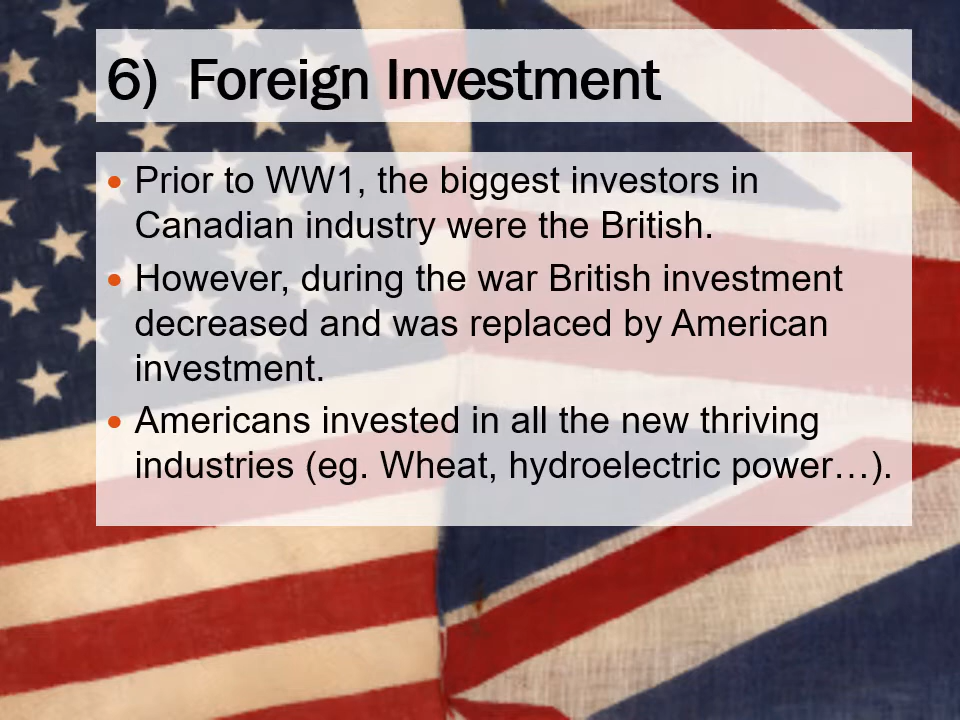 6) Foreign Investment
• Prior to WW1, the biggest investors in
Canadian industry were the British.
• However, during the war British investment
decreased and was replaced by American
investment.
• Americans invested in all the new thriving
industries (eg. Wheat, hydroelectric power…).